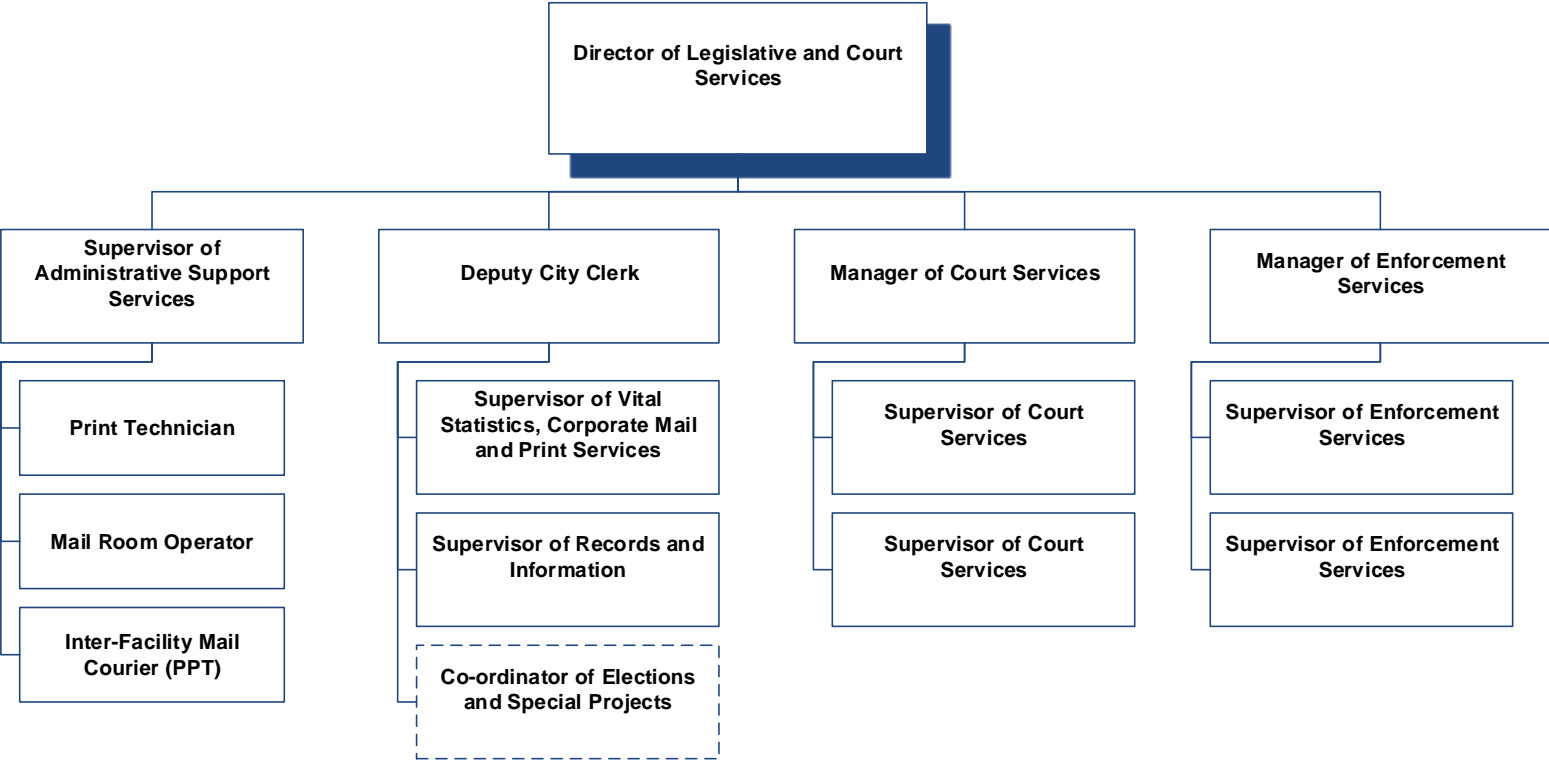 Director of Legislative and Court
Services
Supervisor of
Administrative Support
Services
Deputy City Clerk
Manager of Court Services
Manager of Enforcement
Services
Print Technician
Mail Room Operator
Inter-Facility Mail
Courier (PPT)
Supervisor of Vital
Statistics, Corporate Mail
and Print Services
Supervisor of Records and
Information
Co-ordinator of Elections
and Special Projects
Supervisor of Court
Services
Supervisor of Court
Services
Supervisor of Enforcement
Services
Supervisor of Enforcement
Services